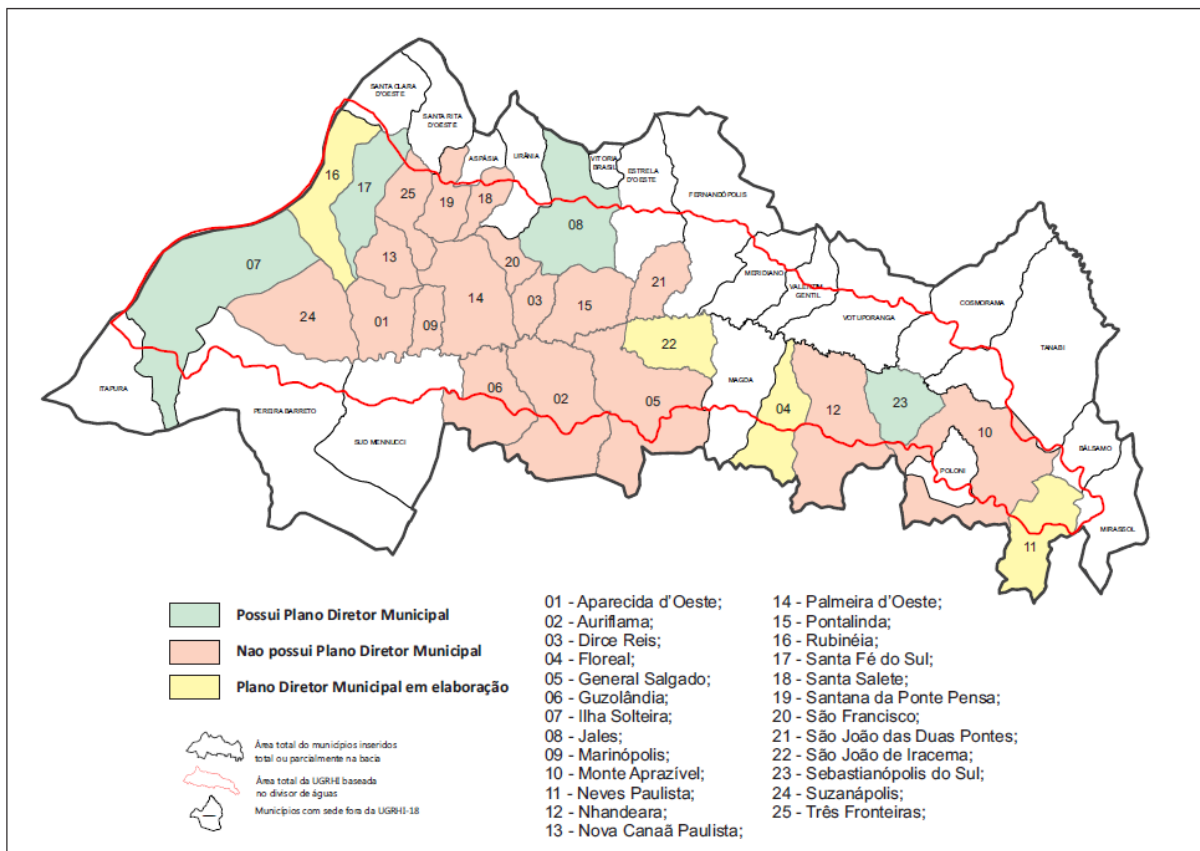 SANTA CLARA
D'OESTE
SANTA RITA
D'OESTE
ASPÁSIA
URÂNIA
VITORIA
BRASIL
ESTRELA
D'OESTE
FERNANDÓPOLIS
16
17
25
19
18
08
07
13
20
21
MERIDIANO
VALENTIM
GENTIL
COSMORAMA
14
03
15
24
01
09
VOTUPORANGA
TANABI
22
ITAPURA
MAGDA
PEREIRA BARRETO
06
02
05
04
12
23
SUD MENNUCCI
10
BÁLSAMO
POLONI
MIRASSOL
11
Possui Plano Diretor Municipal
Nao possui Plano Diretor Municipal
Plano Diretor Municipal em elaboração
Área total do municípios inseridos
total ou parcialmente na bacia
Área total da UGRHI baseada
no divisor de águas
Municípios com sede fora da UGRHI-18
01 - Aparecida d'Oeste;
02 - Auriflama;
03 - Dirce Reis;
04 - Floreal;
05 - General Salgado;
06 - Guzolândia;
07 - Ilha Solteira;
08 - Jales;
09 - Marinópolis;
10 - Monte Aprazível;
11 - Neves Paulista;
12 - Nhandeara;
13 - Nova Canaã Paulista;
14 - Palmeira d'Oeste;
15 - Pontalinda;
16 - Rubinéia;
17 - Santa Fé do Sul;
18 - Santa Salete;
19 - Santana da Ponte Pensa;
20 - São Francisco;
21 - São João das Duas Pontes;
22 - São João de Iracema;
23 - Sebastianópolis do Sul;
24 - Suzanápolis;
25 - Três Fronteiras;